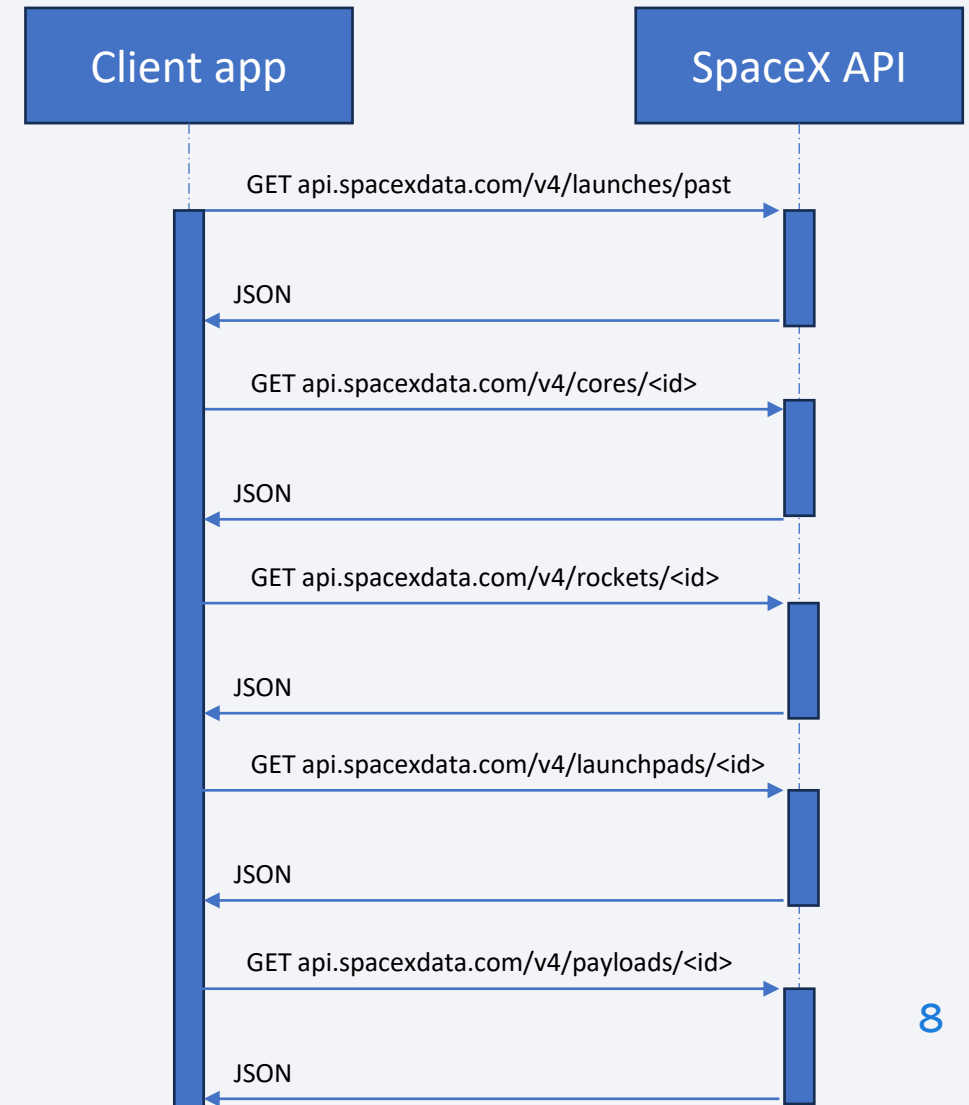 Client app
SpaceX API
GET api.spacexdata.com/v4/launches/past
JSON
GET api.spacexdata.com/v4/cores/<id>
JSON
GET api.spacexdata.com/v4/rockets/<id>
JSON
GET api.spacexdata.com/v4/launchpads/<id>
JSON
GET api.spacexdata.com/v4/payloads/<id>
8
JSON